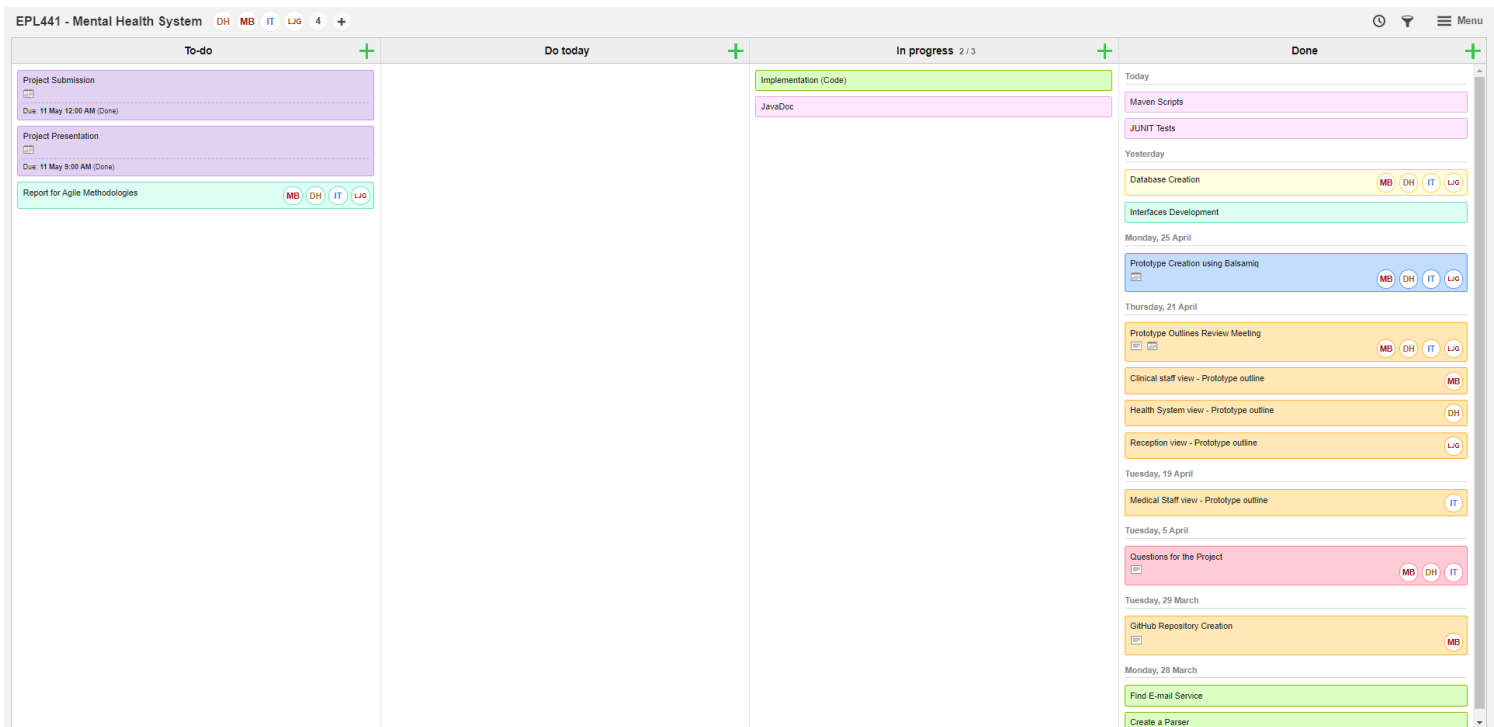 EPL441 - Mental Health System DH MB IT LJG 4 +
Menu
To-do
Do today
In progress 2 / 3
Done
Project Submission
Due: 11 May 12:00 AM (Done)
Project Presentation
Due: 11 May 9:00 AM (Done)
Report for Agile Methodologies
MB DH IT LJG
Implementation (Code)
JavaDoc
Today
Maven Scripts
JUNIT Tests
Yesterday
Database Creation
MB DH IT LJG
Interfaces Development
Monday, 25 April
Prototype Creation using Balsamiq
MB DH IT LJG
Thursday, 21 April
Prototype Outlines Review Meeting
MB DH IT LJG
Clinical staff view - Prototype outline
MB
Health System view - Prototype outline
DH
Reception view - Prototype outline
LJG
Tuesday, 19 April
Medical Staff view - Prototype outline
IT
Tuesday, 5 April
Questions for the Project
MB DH IT
Tuesday, 29 March
GitHub Repository Creation
MB
Monday, 28 March
Find E-mail Service
Create a Parser